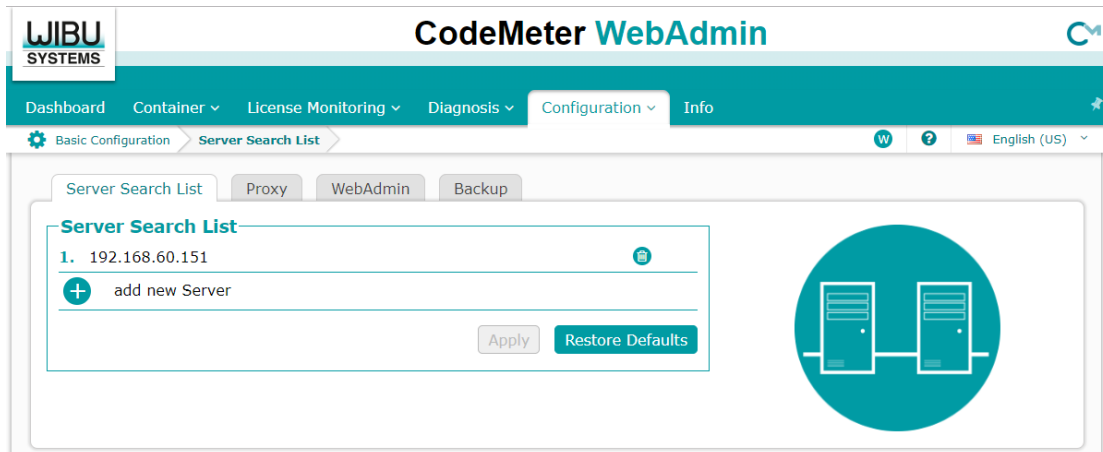 WIBU
SYSTEMS
CodeMeter WebAdmin
Dashboard Container License Monitoring Diagnosis Configuration Info
Basic Configuration Server Search List W ? English (US)
Server Search List Proxy WebAdmin Backup
Server Search List
1. 192.168.60.151
+ add new Server
Apply Restore Defaults